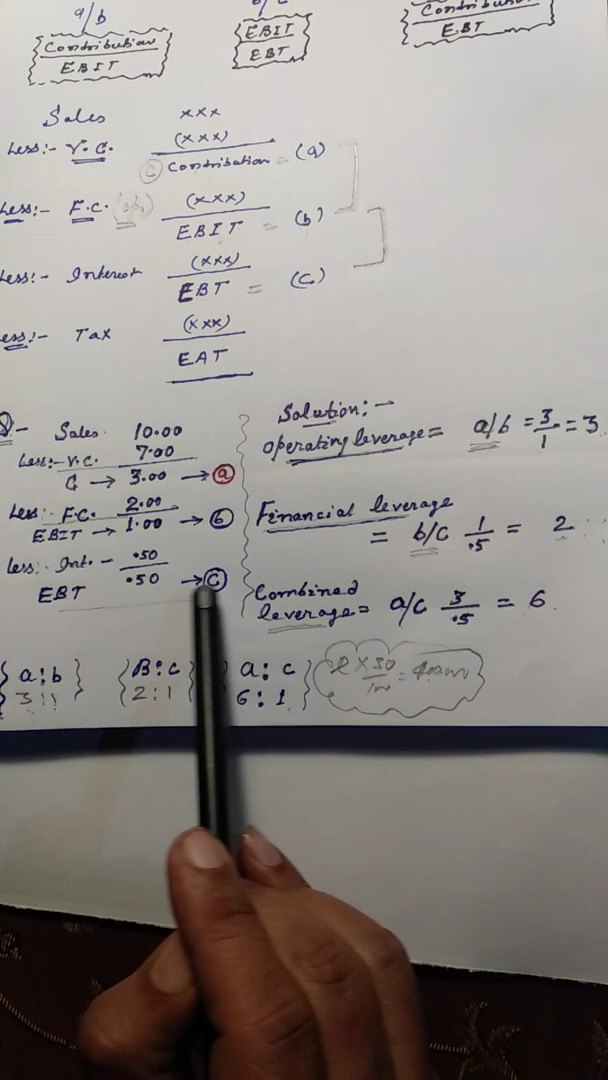 a/b
Contribution
EBIT
EBIT
EBT
Contribution
EBT
Sales xxx
Less:- V.C. (xxx)
Contribution = (a)
Less:- F.C. (xxx)
EBIT = (b)
Less:- Interest (xxx)
EBT = (C)
Less:- Tax (xxx)
EAT
Q- Sales 10.00
Less:- V.C. 7.00
C → 3.00 → a
Less: F.C. 2.00
EBIT → 1.00 → b
less: Int. - .50
EBT .50 → C
Solution:-
Operating leverage = a/b = 3/1 = 3
Financial leverage
= b/c 1/.5 = 2
Combined
leverage = a/c 3/.5 = 6
{a:b} {B:c} a:c}
3:1 2:1 6:1